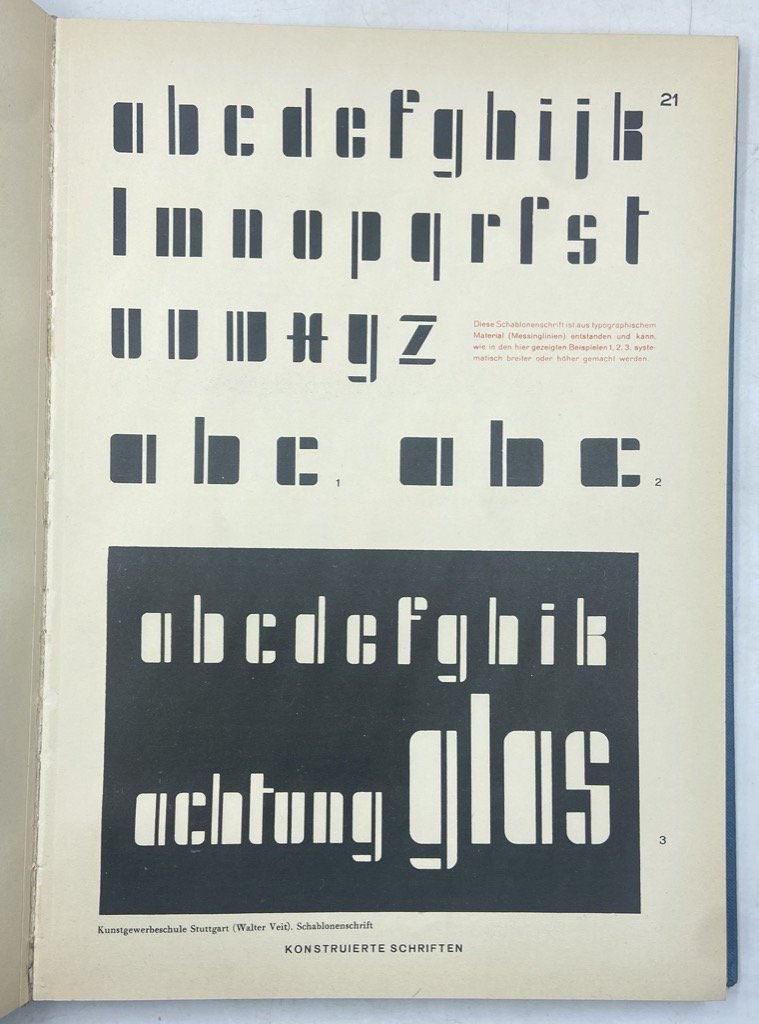 21
abcdefghijk
lmnopqrſst
uvwxyz
Diese Schablonenschrift ist aus typographischem
Material (Messinglinien) entstanden und kann,
wie in den hier gezeigten Beispielen 1, 2, 3, syste-
matisch breiter oder höher gemacht werden.
abc 1 abc 2
abcdefghik
achtung glas
3
Kunstgewerbeschule Stuttgart (Walter Veit). Schablonenschrift
KONSTRUIERTE SCHRIFTEN